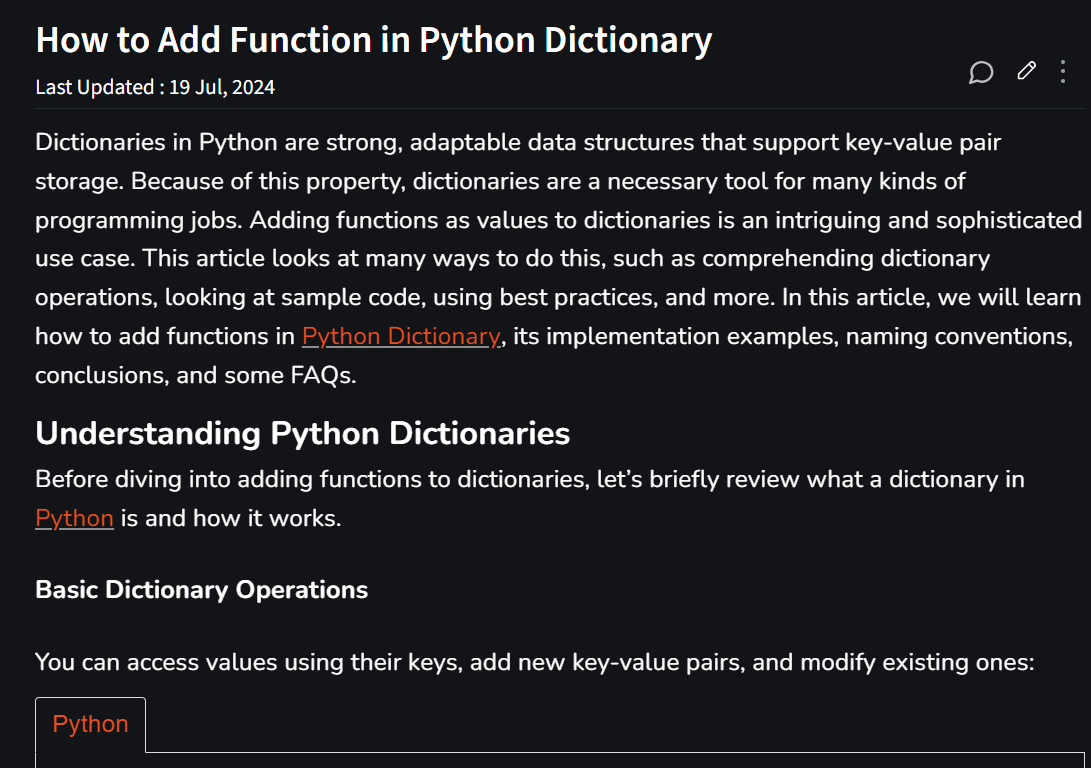 How to Add Function in Python Dictionary
Last Updated : 19 Jul, 2024
Dictionaries in Python are strong, adaptable data structures that support key-value pair
storage. Because of this property, dictionaries are a necessary tool for many kinds of
programming jobs. Adding functions as values to dictionaries is an intriguing and sophisticated
use case. This article looks at many ways to do this, such as comprehending dictionary
operations, looking at sample code, using best practices, and more. In this article, we will learn
how to add functions in Python Dictionary, its implementation examples, naming conventions,
conclusions, and some FAQs.
Understanding Python Dictionaries
Before diving into adding functions to dictionaries, let’s briefly review what a dictionary in
Python is and how it works.
Basic Dictionary Operations
You can access values using their keys, add new key-value pairs, and modify existing ones:
Python